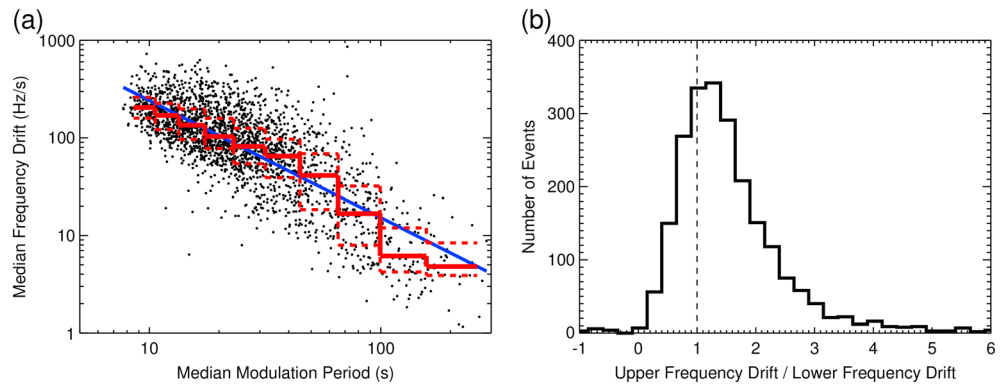 (a)
1000
100
10
1
Median Frequency Drift (Hz/s)
10 100
Median Modulation Period (s)
(b)
400
300
200
100
0
Number of Events
-1 0 1 2 3 4 5 6
Upper Frequency Drift / Lower Frequency Drift